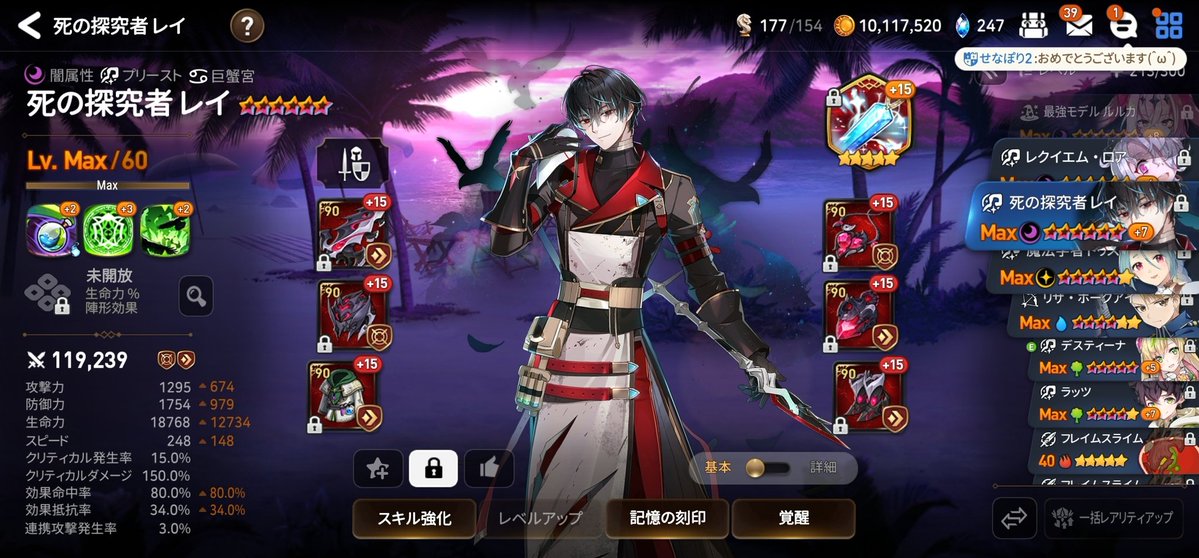 死の探究者レイ
?
177/154
10,117,520
247
39
1
せなぽり2:おめでとうございます(^ω^)
闇属性 プリースト 巨蟹宮
死の探究者レイ
Lv. Max/60
Max
+2
+3
+2
未開放
生命力 %
陣形効果
119,239
攻撃力 1295 674
防御力 1754 979
生命力 18768 12734
スピード 248 148
クリティカル発生率 15.0%
クリティカルダメージ 150.0%
効果命中率 80.0% 80.0%
効果抵抗率 34.0% 34.0%
連携攻撃発生率 3.0%
90 +15
90 +15
90 +15
+15
90 +15
90 +15
90 +15
基本
詳細
スキル強化
レベルアップ
記憶の刻印
覚醒
最強モデル ルルカ
レクイエム・ロア
死の探究者レイ
Max +7
Max
リサ・ホークアイ
Max
デスティーナ
Max +5
ラッツ
Max +7
フレイムスライム
40
一括レアリティアップ